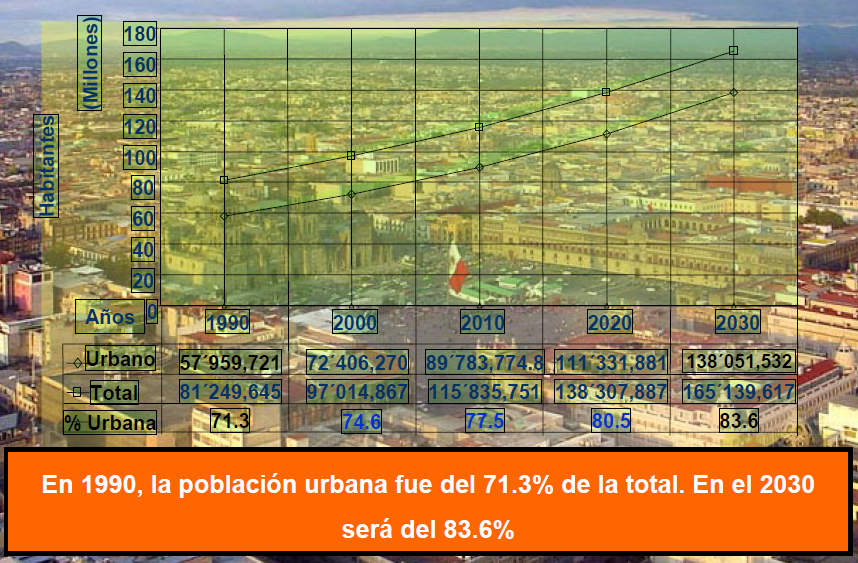 Habitantes
(Millones)
180
160
140
120
100
80
60
40
20
0
Años 1990 2000 2010 2020 2030
Urbano 57´959,721 72´406,270 89´783,774.8 111´331,881 138´051,532
Total 81´249,645 97´014,867 115´835,751 138´307,887 165´139,617
% Urbana 71.3 74.6 77.5 80.5 83.6
En 1990, la población urbana fue del 71.3% de la total. En el 2030
será del 83.6%